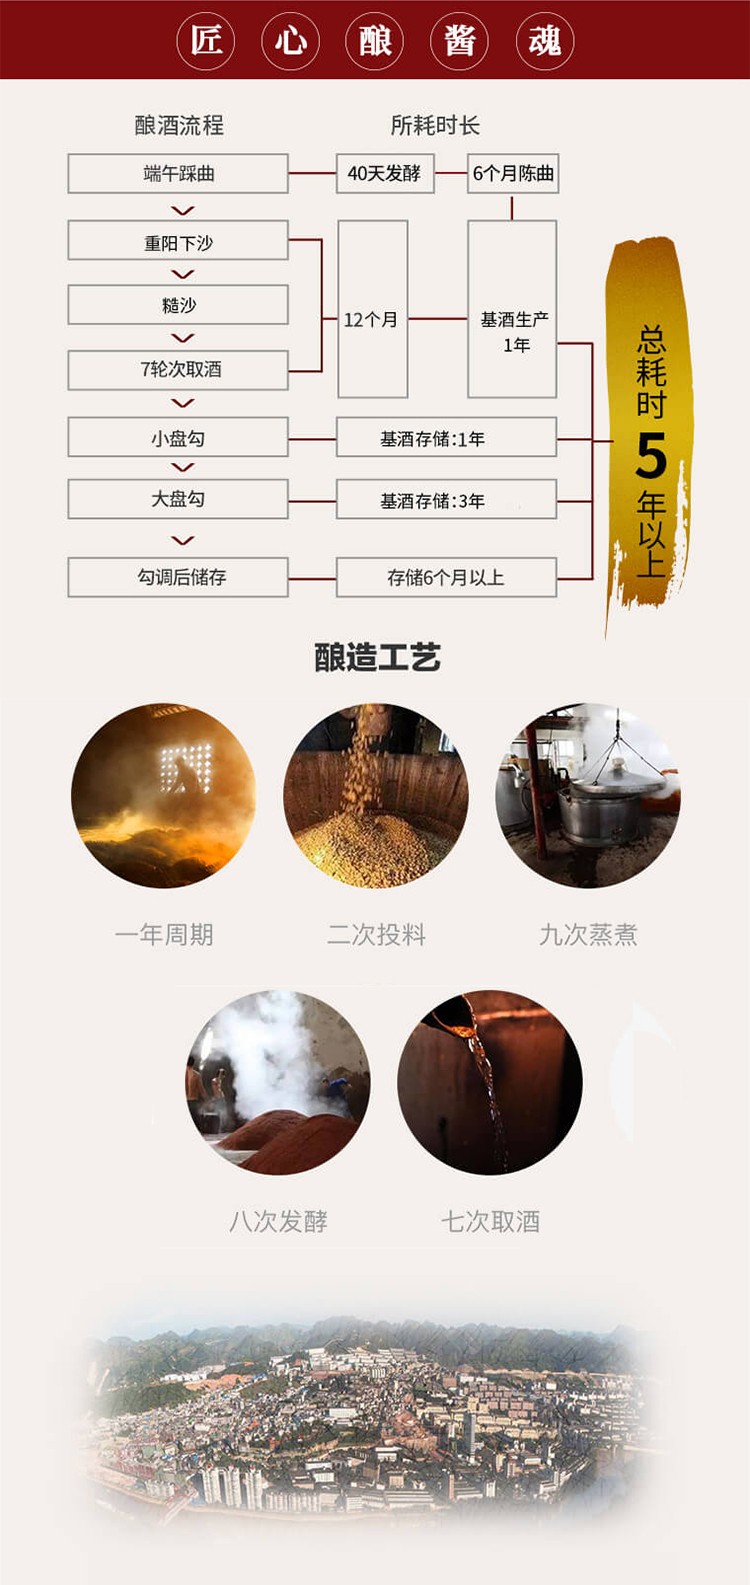 匠心酿酱魂
酿酒流程 所耗时长
端午踩曲 40天发酵 6个月陈曲
重阳下沙
糙沙
7轮次取酒
12个月
基酒生产
1年
小盘勾 基酒存储:1年
大盘勾 基酒存储:3年
勾调后储存 存储6个月以上
总耗时5年以上
酿造工艺
一年周期 二次投料 九次蒸煮
八次发酵 七次取酒